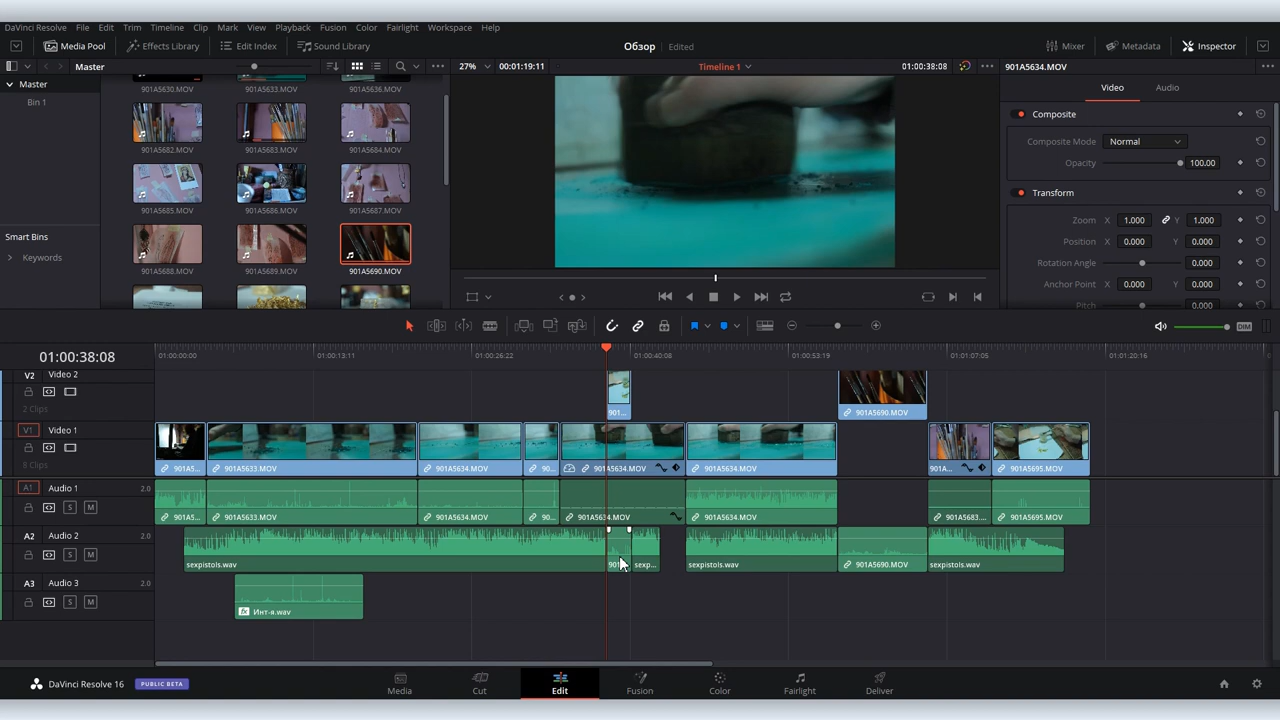 DaVinci Resolve File Edit Trim Timeline Clip Mark View Playback Fusion Color Fairlight Workspace Help
Media Pool Effects Library Edit Index Sound Library Обзор Edited Mixer Metadata Inspector
Master 27% 00:01:19:11 Timeline 1 01:00:38:08 901A5634.MOV
Master
Bin 1
Smart Bins
Keywords
901A5630.MOV 901A5633.MOV 901A5636.MOV
901A5682.MOV 901A5683.MOV 901A5684.MOV
901A5685.MOV 901A5686.MOV 901A5687.MOV
901A5688.MOV 901A5689.MOV 901A5690.MOV
Video Audio
Composite
Composite Mode Normal
Opacity 100.00
Transform
Zoom X 1.000 Y 1.000
Position X 0.000 Y 0.000
Rotation Angle 0.000
Anchor Point X 0.000 Y 0.000
Pitch 0.000
DIM
01:00:38:08 01:00:00:00 01:00:13:11 01:00:26:22 01:00:40:08 01:00:53:19 01:01:07:05 01:01:20:16
V2 Video 2
2 Clips
901... 901A5690.MOV
V1 Video 1
8 Clips
901A5... 901A5633.MOV 901A5634.MOV 90... 901A5634.MOV 901A5634.MOV 901A... 901A5695.MOV
A1 Audio 1 2.0
S M
901A5... 901A5633.MOV 901A5634.MOV 90... 901A5634.MOV 901A5634.MOV 901A5683.... 901A5695.MOV
A2 Audio 2 2.0
S M
sexpistols.wav sexp... sexpistols.wav 901A5690.MOV sexpistols.wav
A3 Audio 3 2.0
S M
fx Инт-я.wav
DaVinci Resolve 16 PUBLIC BETA
Media Cut Edit Fusion Color Fairlight Deliver